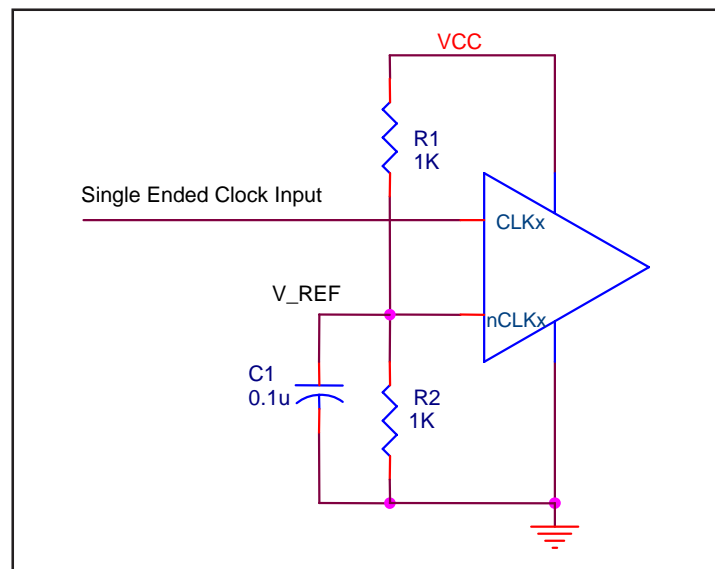 VCC
R1
1K
Single Ended Clock Input
CLKx
V_REF
nCLKx
C1
0.1u
R2
1K